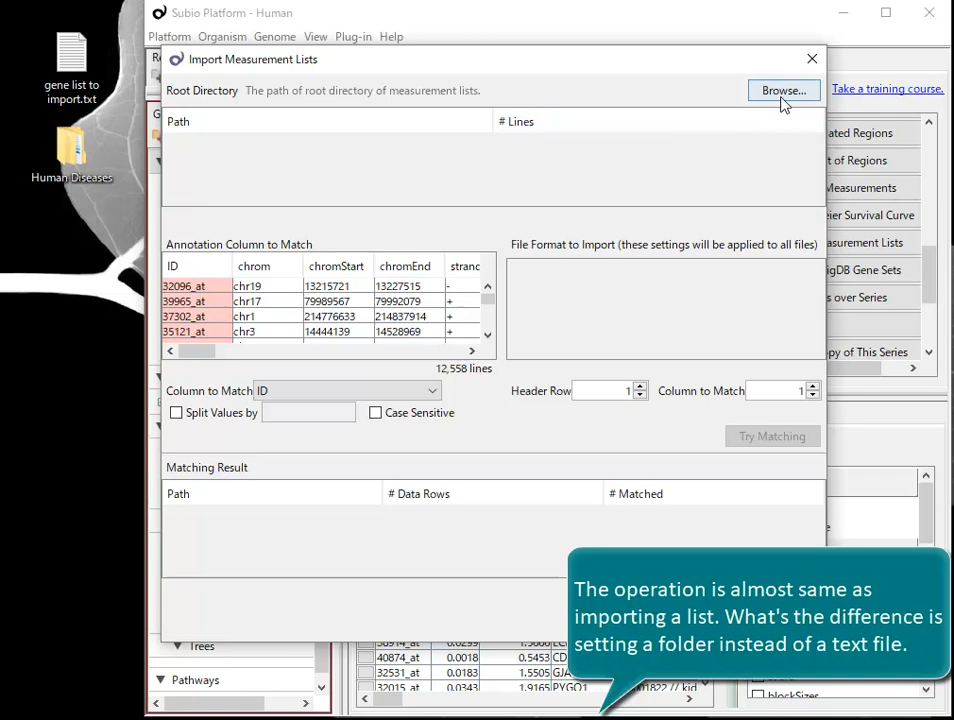 Subio Platform - Human
Platform Organism Genome View Plug-in Help
gene list to
import.txt
Human Diseases
Import Measurement Lists
Root Directory The path of root directory of measurement lists.
Browse...
Take a training course.
Path # Lines
ated Regions
t of Regions
Measurements
eier Survival Curve
asurement Lists
igDB Gene Sets
s over Series
py of This Series
Annotation Column to Match
File Format to Import (these settings will be applied to all files)
ID chrom chromStart chromEnd stranc
32096_at chr19 13215721 13227515 -
39965_at chr17 79989567 79992079 +
37302_at chr1 214776633 214837914 +
35121_at chr3 14444139 14528969 +
12,558 lines
Column to Match ID
Header Row 1 Column to Match 1
Split Values by Case Sensitive
Try Matching
Matching Result
Path # Data Rows # Matched
The operation is almost same as
importing a list. What's the difference is
setting a folder instead of a text file.
Trees
Pathways
40874_at 0.0018 0.5453 CD
32531_at 0.0183 1.5505 GJA
32015_at 0.0343 1.9165 PYGO1
blockSizes